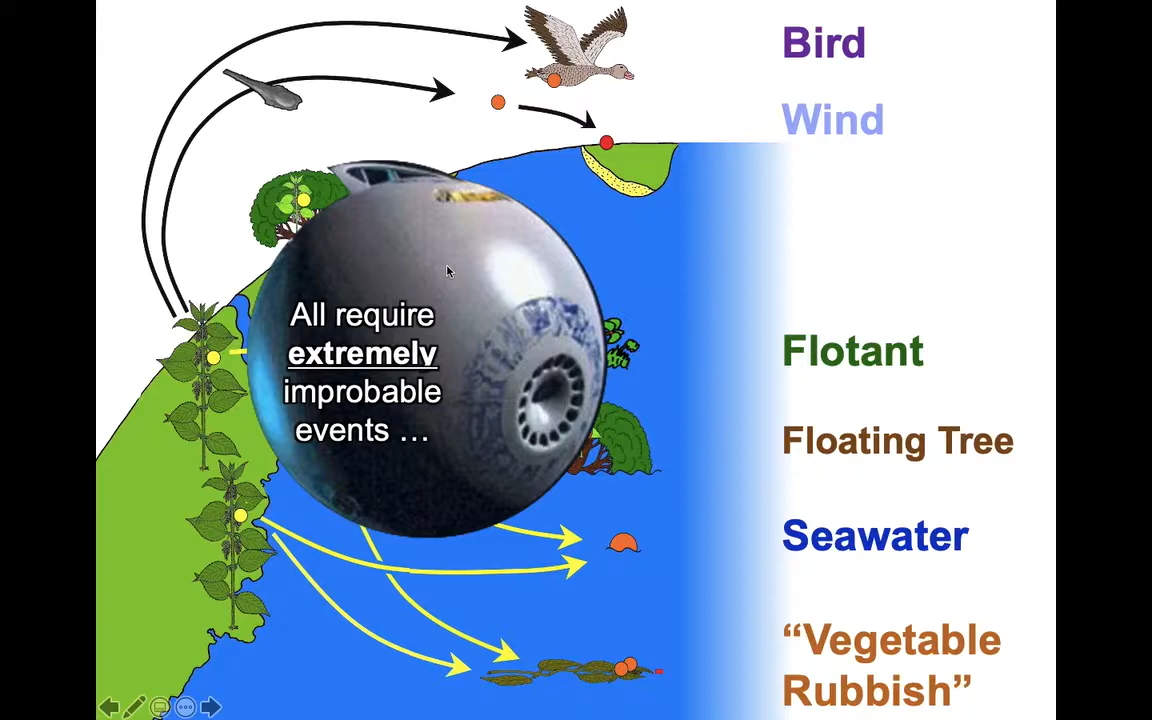 Bird
Wind
All require
extremely
improbable
events …
Flotant
Floating Tree
Seawater
“Vegetable
Rubbish”